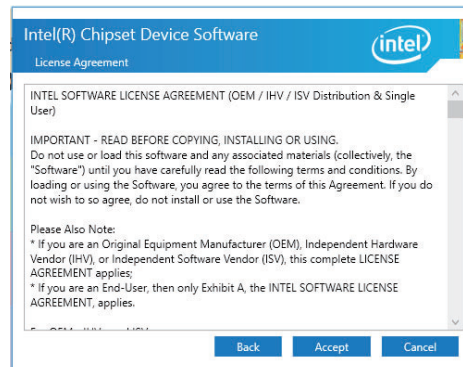 Intel(R) Chipset Device Software
intel
License Agreement
INTEL SOFTWARE LICENSE AGREEMENT (OEM / IHV / ISV Distribution & Single
User)
IMPORTANT - READ BEFORE COPYING, INSTALLING OR USING.
Do not use or load this software and any associated materials (collectively, the
"Software") until you have carefully read the following terms and conditions. By
loading or using the Software, you agree to the terms of this Agreement. If you do
not wish to so agree, do not install or use the Software.
Please Also Note:
* If you are an Original Equipment Manufacturer (OEM), Independent Hardware
Vendor (IHV), or Independent Software Vendor (ISV), this complete LICENSE
AGREEMENT applies;
* If you are an End-User, then only Exhibit A, the INTEL SOFTWARE LICENSE
AGREEMENT, applies.
Back Accept Cancel